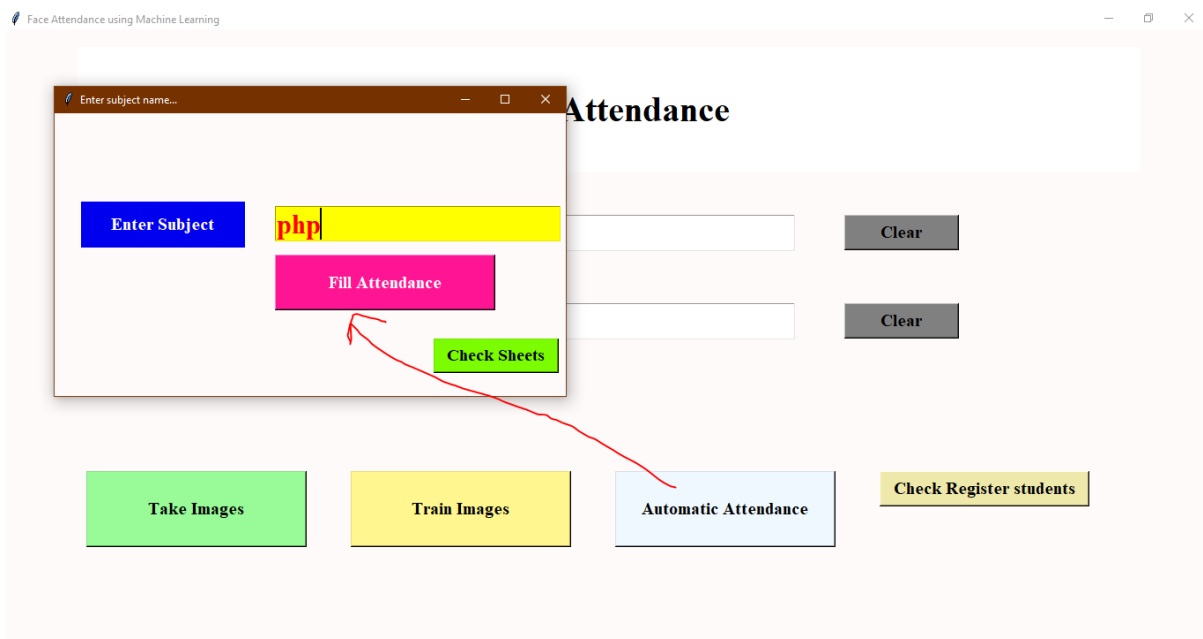 Face Attendance using Machine Learning
Enter subject name...
Attendance
Enter Subject
php
Clear
Fill Attendance
Clear
Check Sheets
Take Images
Train Images
Automatic Attendance
Check Register students